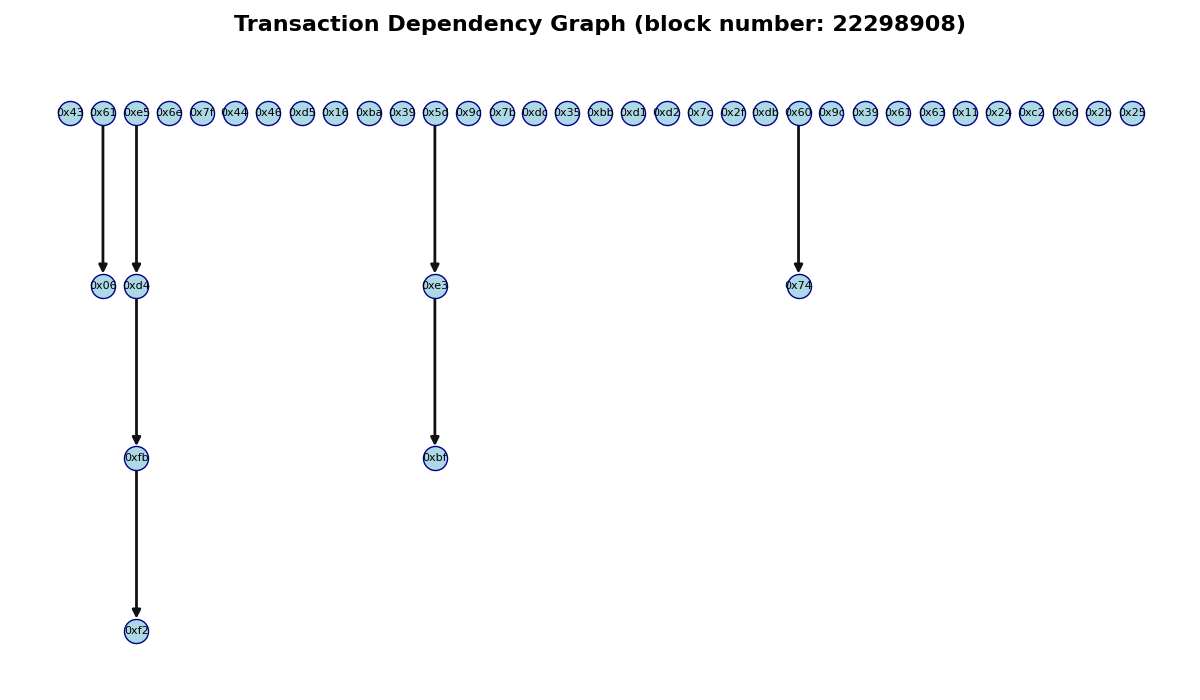 Transaction Dependency Graph (block number: 22298908)
0x43 0x61 0xe5 0x6e 0x7f 0x44 0x46 0xd5 0x16 0xba 0x39 0x5d 0x9c 0x7b 0xdc 0x35 0xbb 0xd1 0xd2 0x7c 0x2f 0xdb 0x60 0x9c 0x39 0x61 0x63 0x11 0x24 0xc2 0x6d 0x2b 0x25
0x06 0xd4 0xe3 0x74
0xfb 0xbf
0xf2